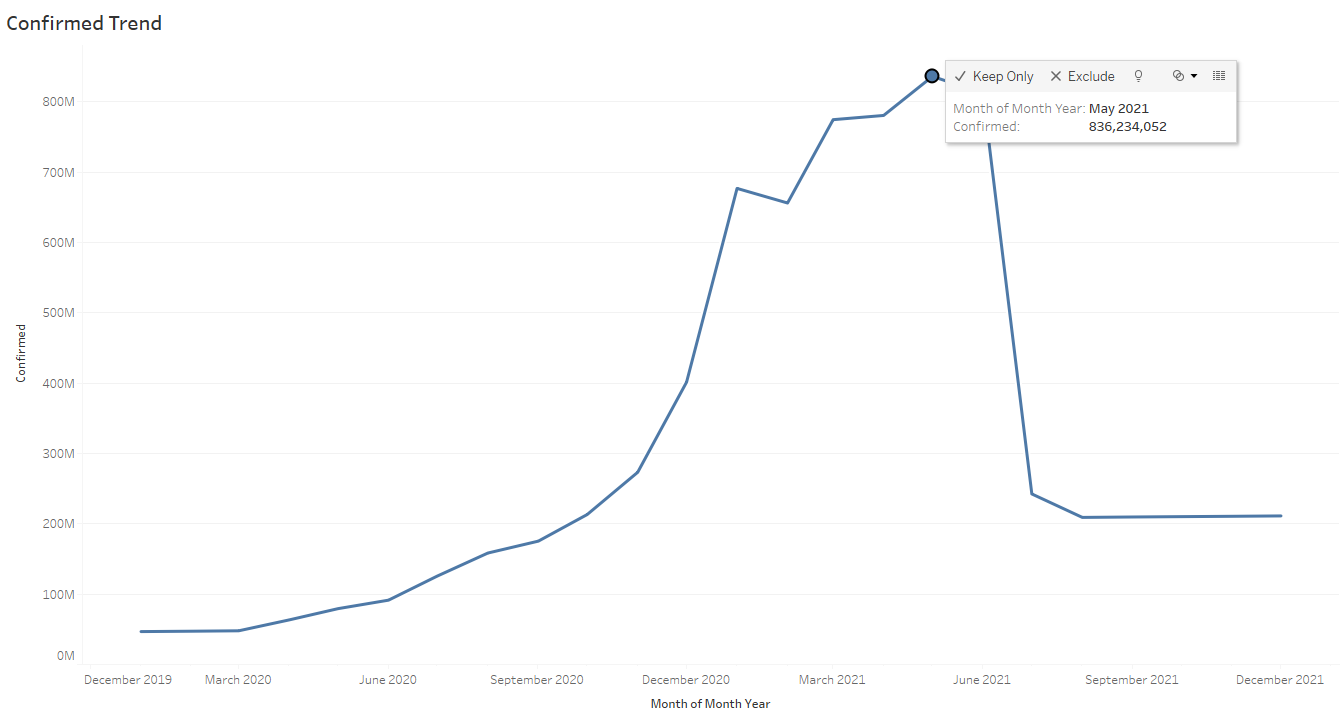 Confirmed Trend
Keep Only Exclude
Month of Month Year: May 2021
Confirmed: 836,234,052
800M
700M
600M
500M
400M
300M
200M
100M
0M
Confirmed
December 2019 March 2020 June 2020 September 2020 December 2020 March 2021 June 2021 September 2021 December 2021
Month of Month Year